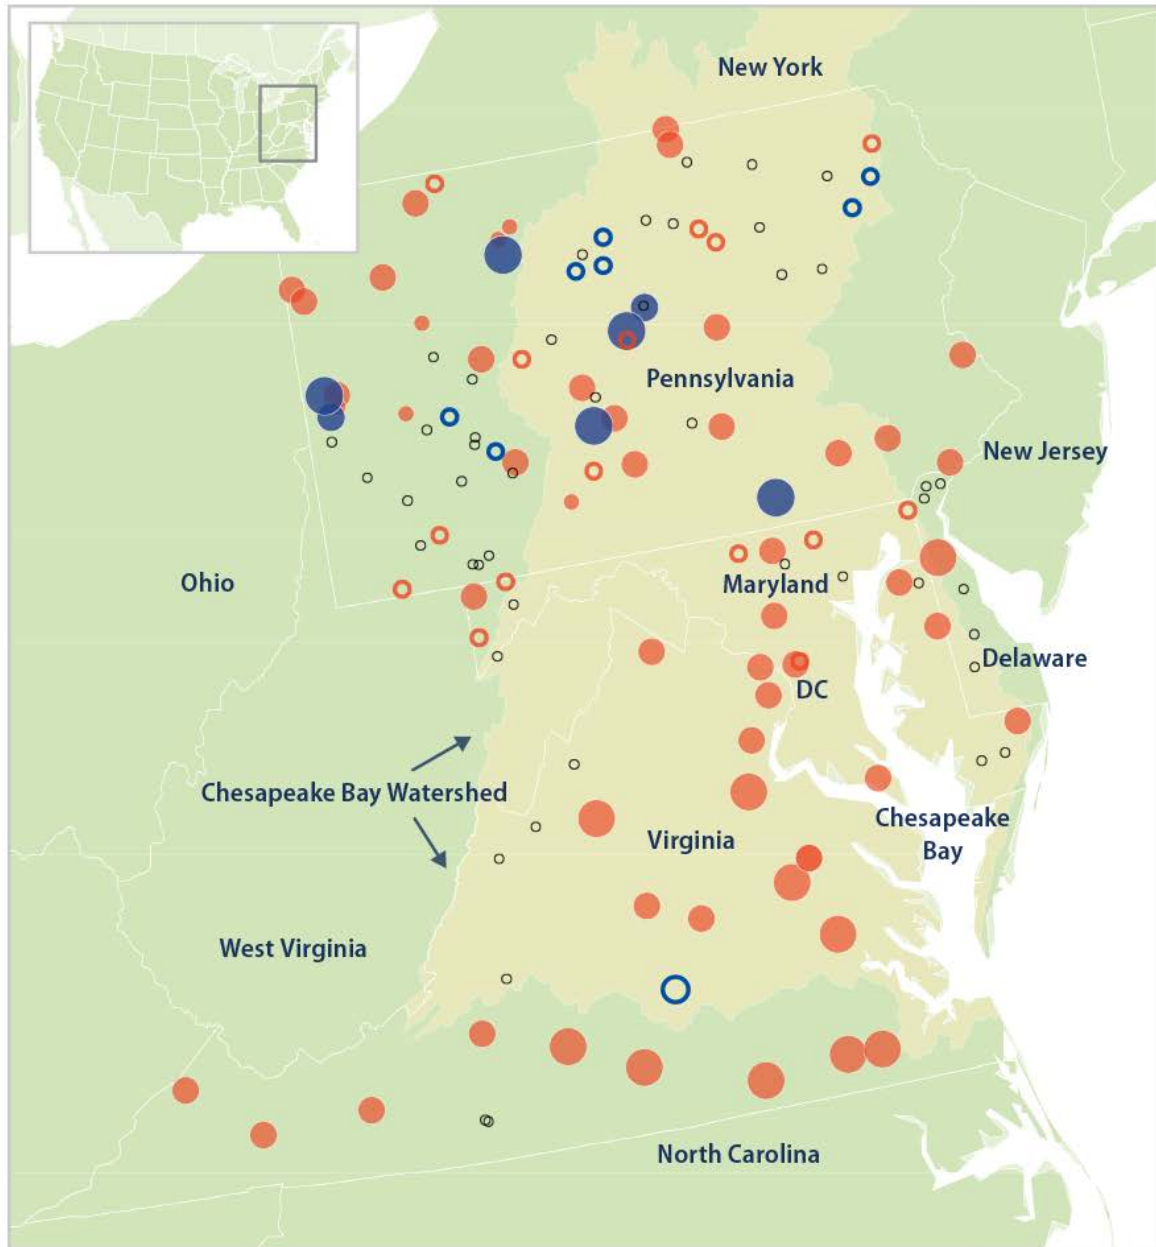 New York
Pennsylvania
New Jersey
Ohio
Maryland
Delaware
DC
Chesapeake Bay Watershed
Chesapeake
Bay
Virginia
West Virginia
North Carolina